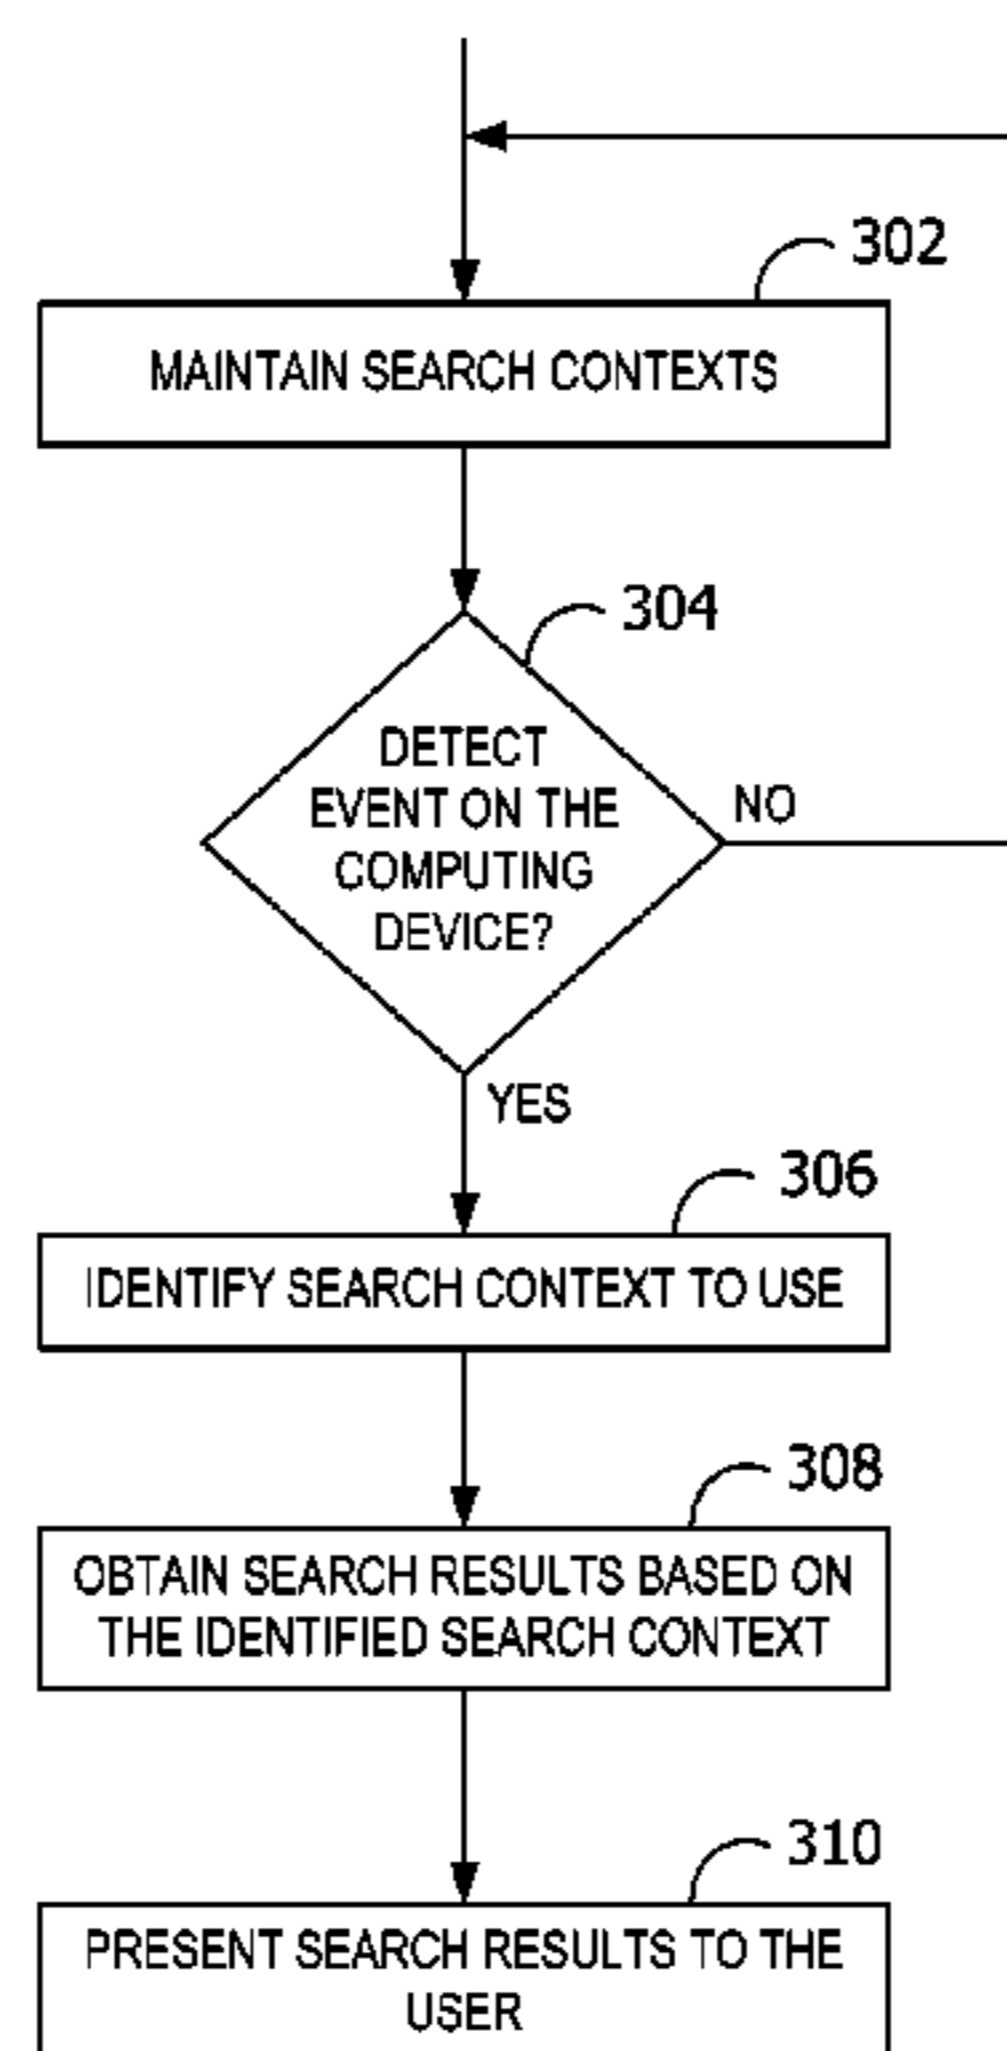 302
MAINTAIN SEARCH CONTEXTS
304
DETECT
EVENT ON THE
COMPUTING
DEVICE?
NO
YES
306
IDENTIFY SEARCH CONTEXT TO USE
308
OBTAIN SEARCH RESULTS BASED ON
THE IDENTIFIED SEARCH CONTEXT
310
PRESENT SEARCH RESULTS TO THE
USER